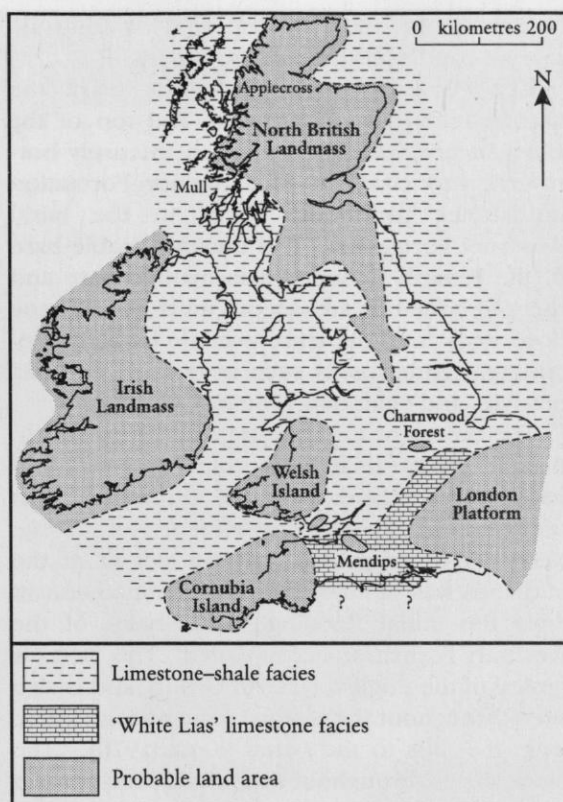 0 kilometres 200
N
Applecross
North British
Landmass
Mull
Irish
Landmass
Charnwood
Forest
Welsh
Island
London
Platform
Mendips
Cornubia
Island
? ?
Limestone–shale facies
'White Lias' limestone facies
Probable land area